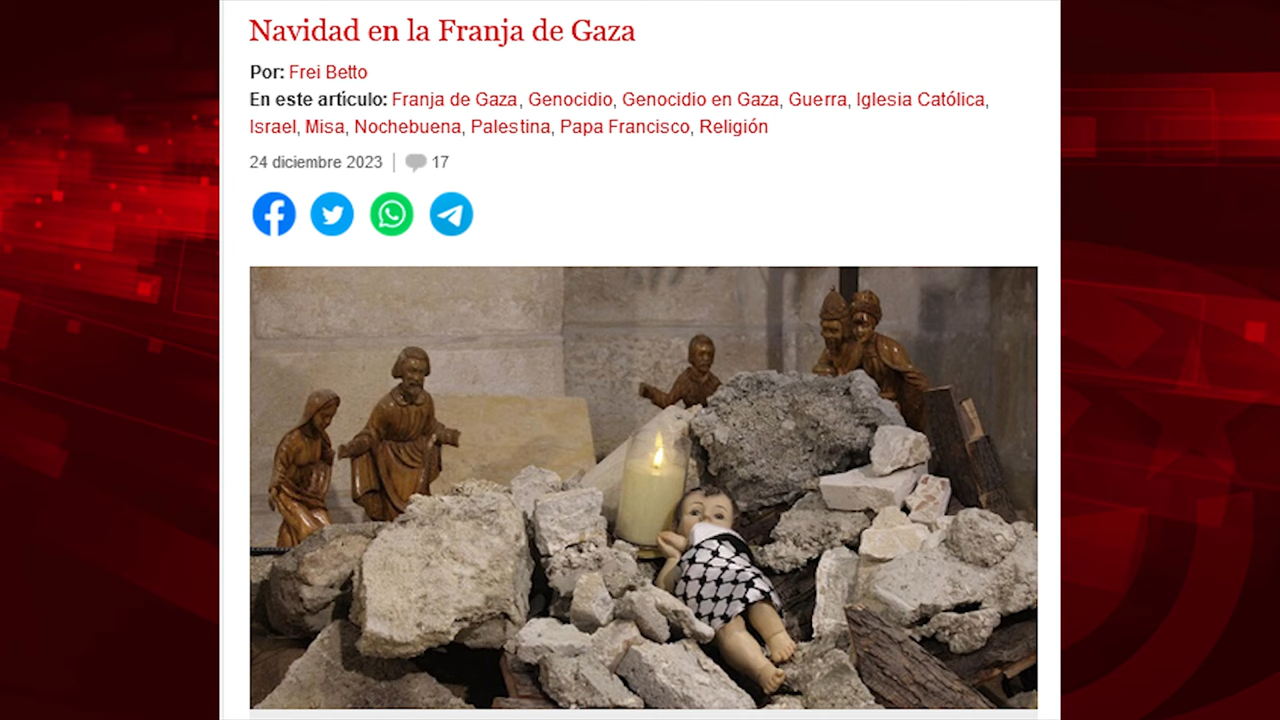 Navidad en la Franja de Gaza
Por: Frei Betto
En este artículo: Franja de Gaza, Genocidio, Genocidio en Gaza, Guerra, Iglesia Católica,
Israel, Misa, Nochebuena, Palestina, Papa Francisco, Religión
24 diciembre 2023 | 17